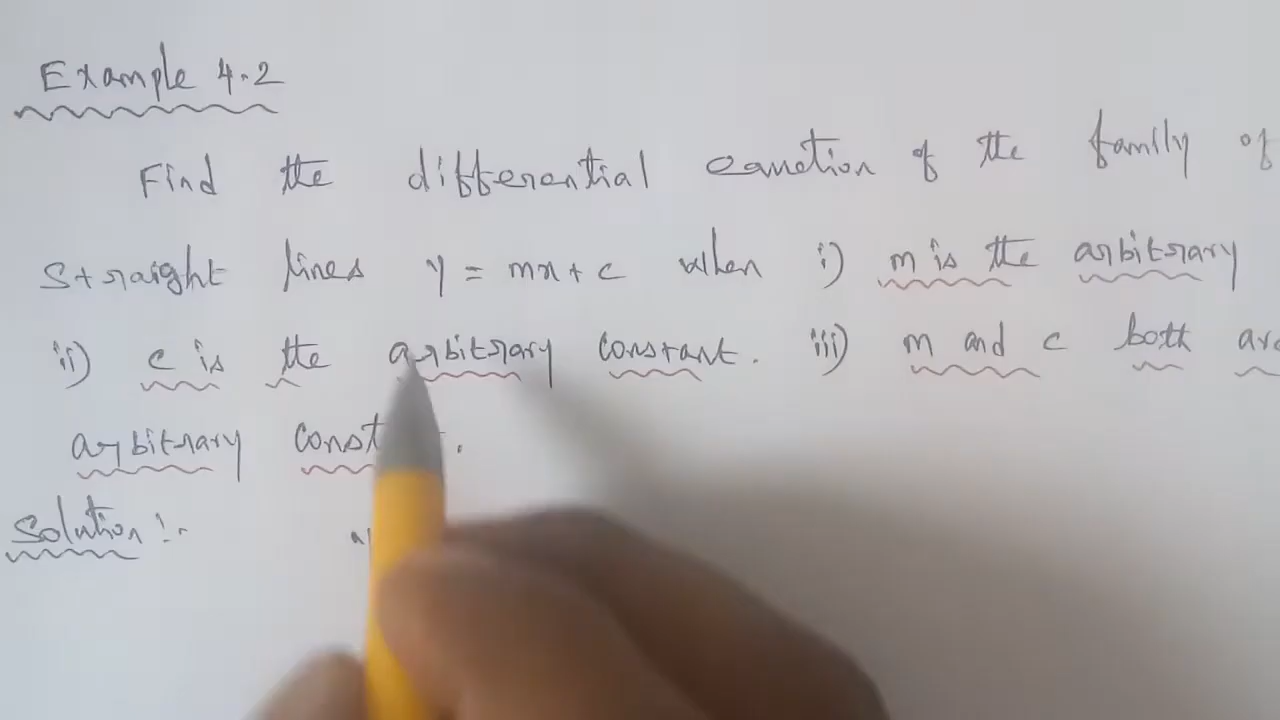 Example 4.2
Find the differential equation of the family of
Straight lines y = mx + c when i) m is the arbitrary
ii) c is the arbitrary constant. iii) m and c both are
arbitrary const
Solution :-